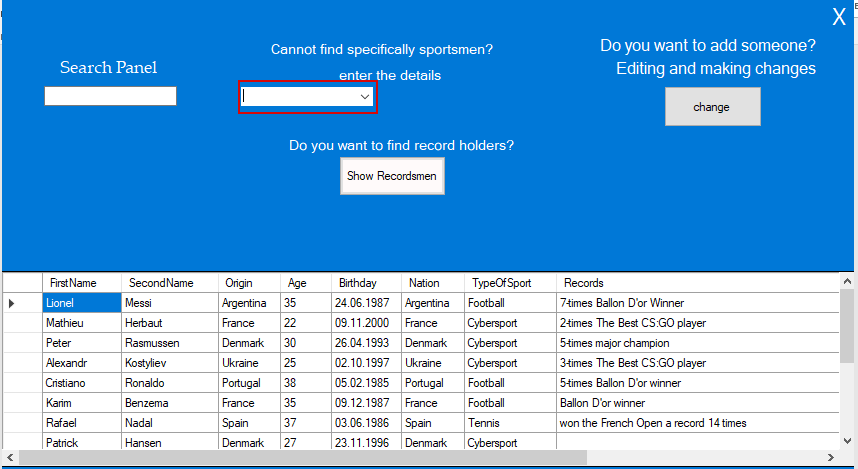 X
Do you want to add someone?
Cannot find specifically sportsmen?
Search Panel
Editing and making changes
enter the details
change
Do you want to find record holders?
Show Recordsmen
FirstName SecondName Origin Age Birthday Nation TypeOfSport Records
Lionel Messi Argentina 35 24.06.1987 Argentina Football 7-times Ballon D'or Winner
Mathieu Herbaut France 22 09.11.2000 France Cybersport 2-times The Best CS:GO player
Peter Rasmussen Denmark 30 26.04.1993 Denmark Cybersport 5-times major champion
Alexandr Kostyliev Ukraine 25 02.10.1997 Ukraine Cybersport 3-times The Best CS:GO player
Cristiano Ronaldo Portugal 38 05.02.1985 Portugal Football 5-times Ballon D'or winner
Karim Benzema France 35 09.12.1987 France Football Ballon D'or winner
Rafael Nadal Spain 37 03.06.1986 Spain Tennis won the French Open a record 14 times
Patrick Hansen Denmark 27 23.11.1996 Denmark Cybersport